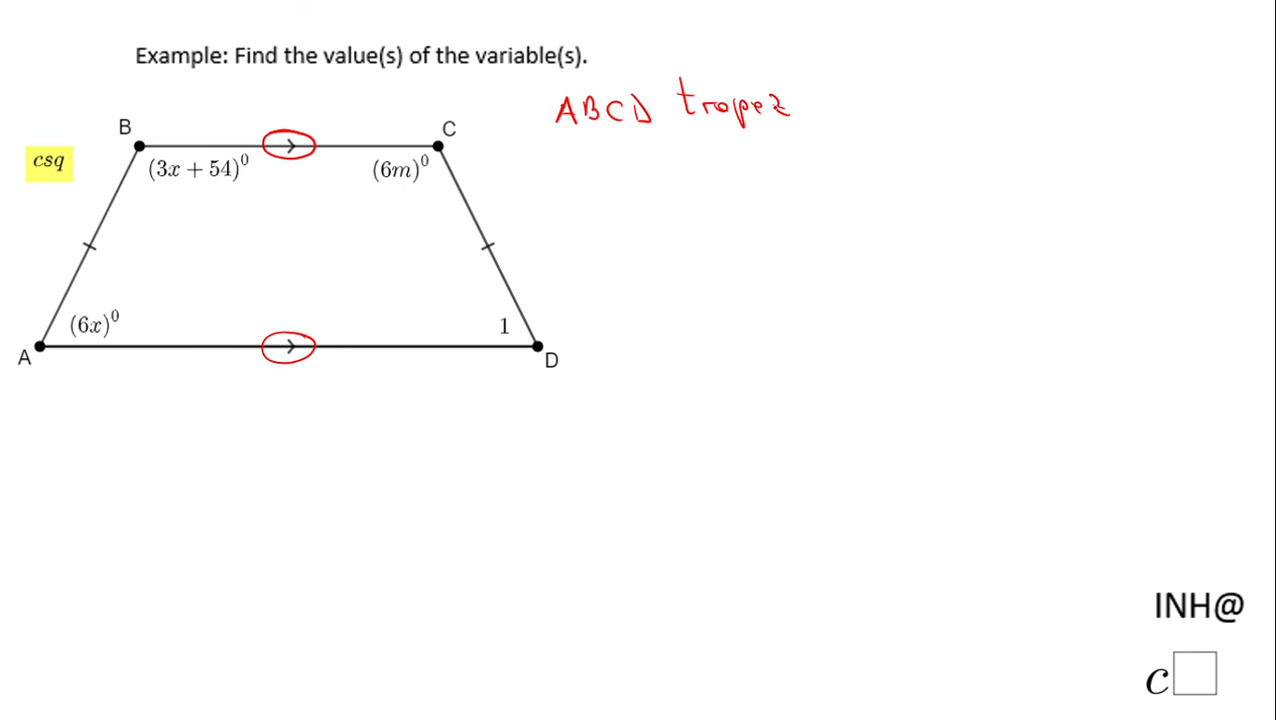 Example: Find the value(s) of the variable(s).
ABCD trapez
B
C
csq
(3x + 54)⁰
(6m)⁰
(6x)⁰
1
A
D
INH@
c